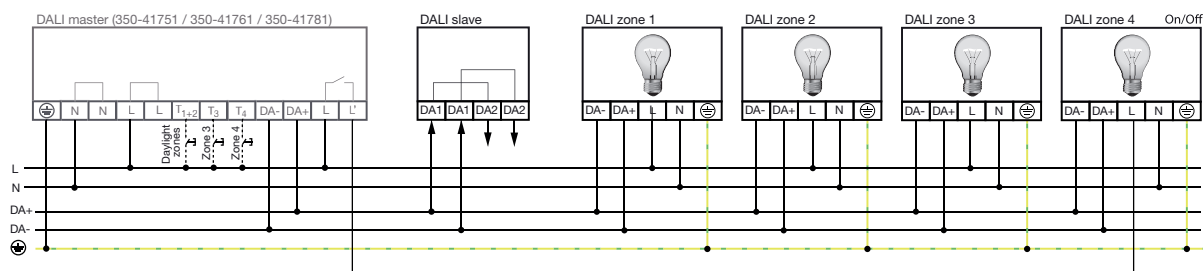 DALI master (350-41751 / 350-41761 / 350-41781)
DALI slave
DALI zone 1
DALI zone 2
DALI zone 3
DALI zone 4
On/Off
N N L L T1+2 T3 T4 DA- DA+ L L'
DA1 DA1 DA2 DA2
DA- DA+ L N
DA- DA+ L N
DA- DA+ L N
DA- DA+ L N
Daylight
zones
Zone 3
Zone 4
L
N
DA+
DA-